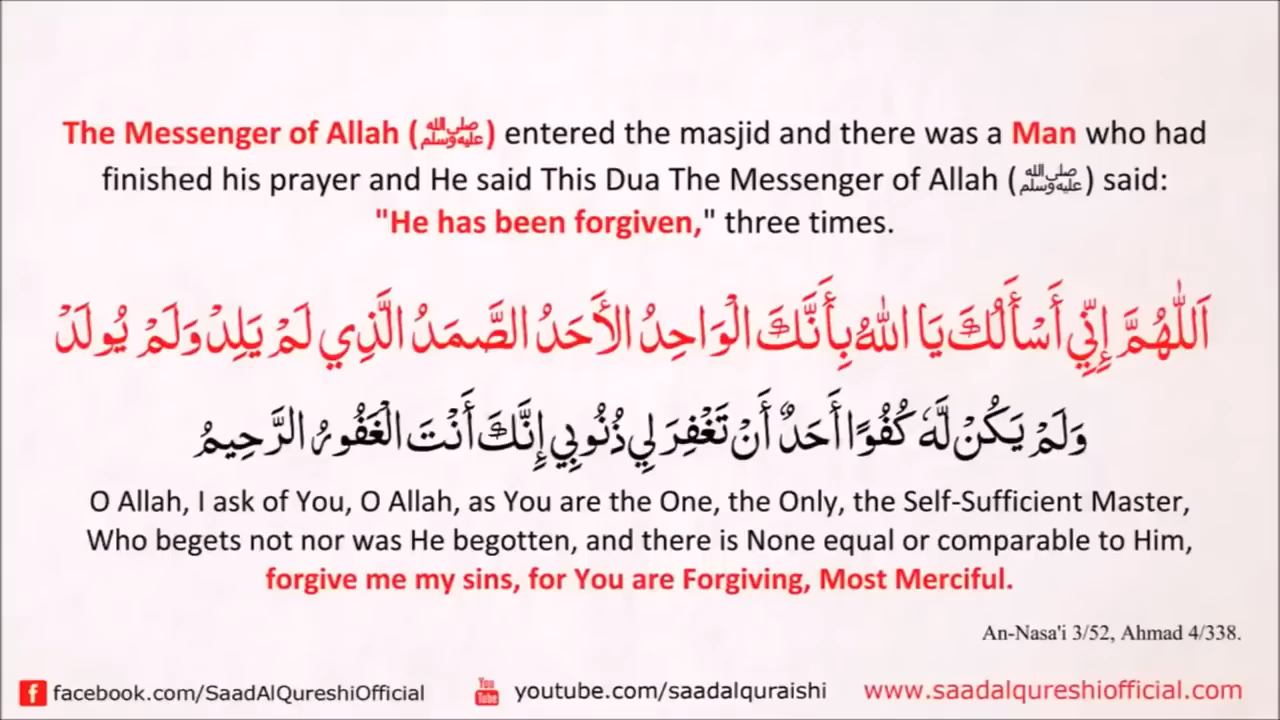 The Messenger of Allah (ﷺ) entered the masjid and there was a Man who had
finished his prayer and He said This Dua The Messenger of Allah (ﷺ) said:
"He has been forgiven," three times.
اَللّٰهُمَّ إِنِّي أَسْأَلُكَ يَا اللهُ بِأَنَّكَ الْوَاحِدُ الأَحَدُ الصَّمَدُ الَّذِي لَمْ يَلِدْ وَلَمْ يُولَدْ
وَلَمْ يَكُنْ لَّهٗ كُفُوًا أَحَدٌ أَنْ تَغْفِرَ لِي ذُنُوبِي إِنَّكَ أَنْتَ الْغَفُورُ الرَّحِيمُ
O Allah, I ask of You, O Allah, as You are the One, the Only, the Self-Sufficient Master,
Who begets not nor was He begotten, and there is None equal or comparable to Him,
forgive me my sins, for You are Forgiving, Most Merciful.
An-Nasa'i 3/52, Ahmad 4/338.
f facebook.com/SaadAlQureshiOfficial You Tube youtube.com/saadalquraishi www.saadalqureshiofficial.com